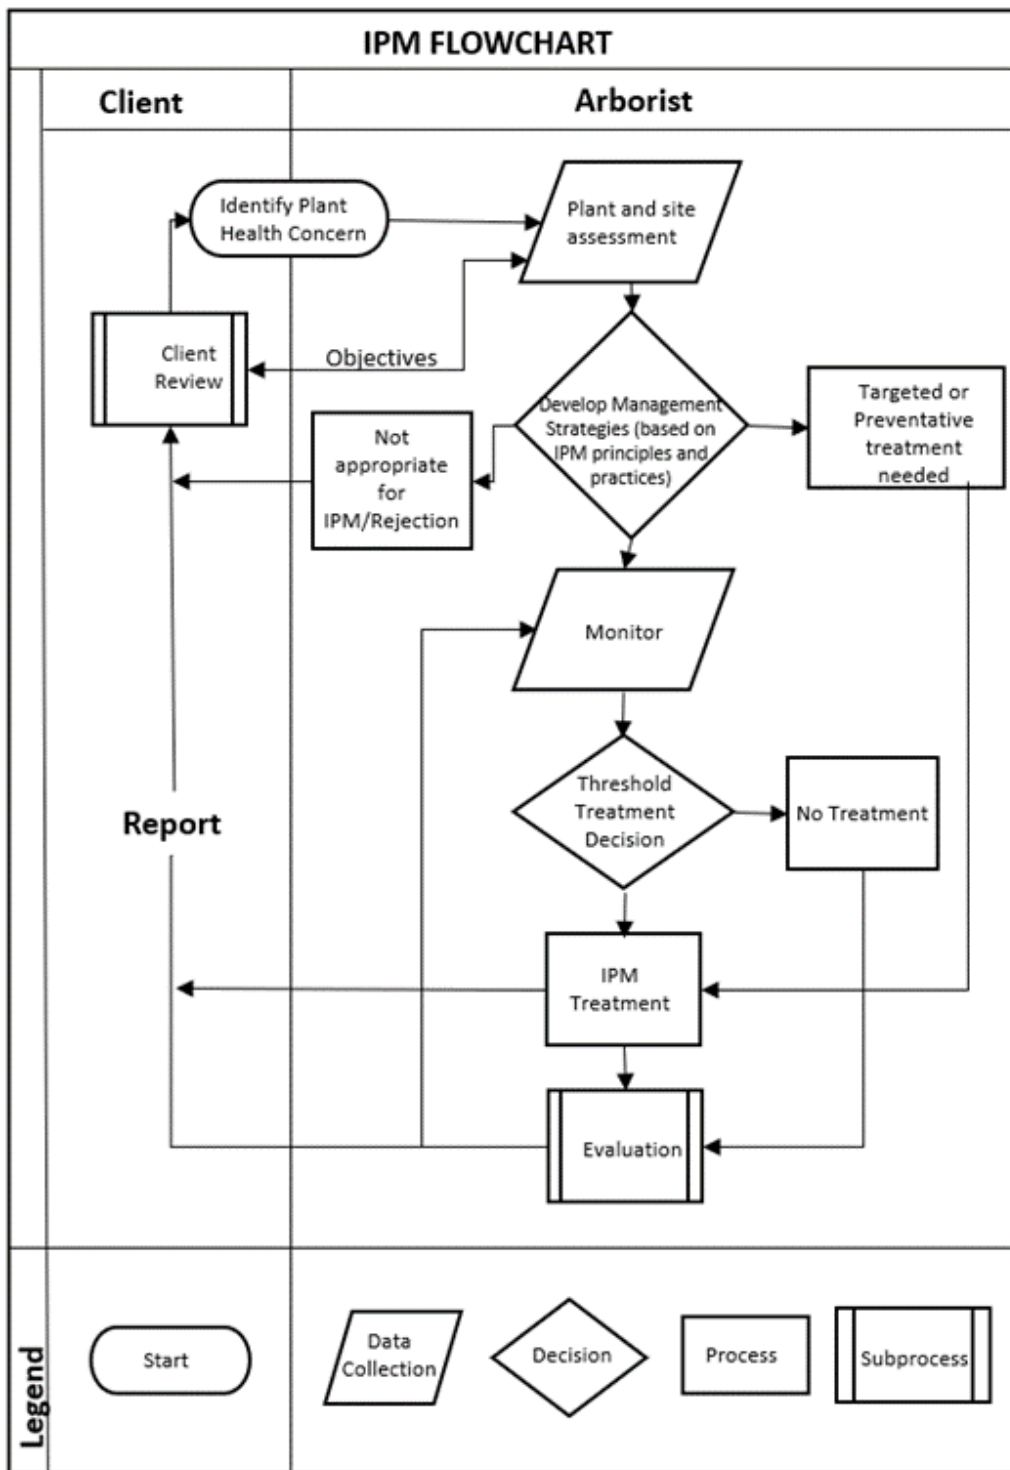 IPM FLOWCHART
Client
Arborist
Identify Plant
Health Concern
Plant and site
assessment
Client
Review
Objectives
Develop Management
Strategies (based on
IPM principles and
practices)
Targeted or
Preventative
treatment
needed
Not
appropriate
for
IPM/Rejection
Monitor
Threshold
Treatment
Decision
No Treatment
Report
IPM
Treatment
Evaluation
Legend
Start
Data
Collection
Decision
Process
Subprocess